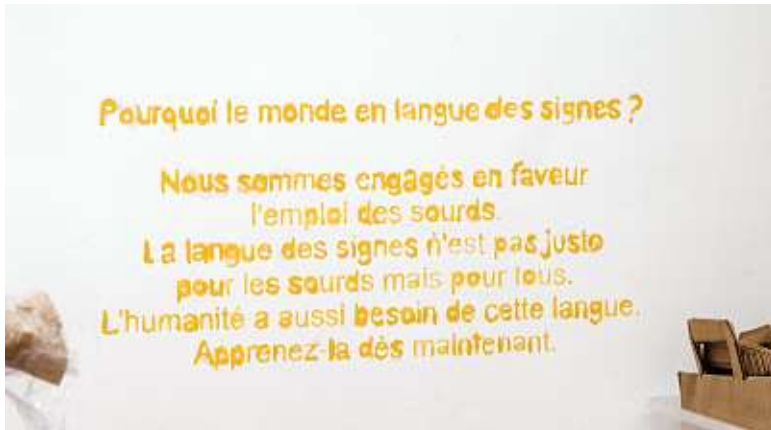 Pourquoi le monde en langue des signes ?
Nous sommes engagés en faveur
l'emploi des sourds.
La langue des signes n'est pas juste
pour les sourds mais pour tous.
L'humanité a aussi besoin de cette langue.
Apprenez-la dès maintenant.